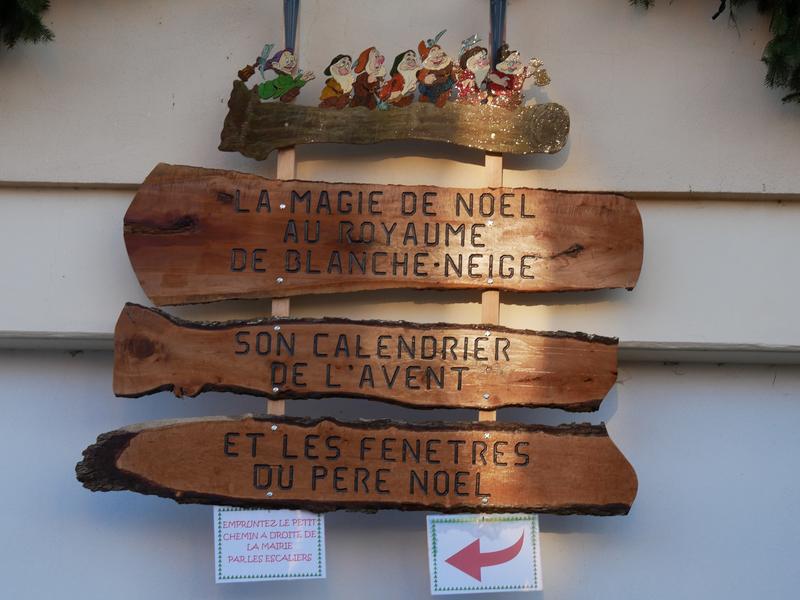 LA MAGIE DE NOEL
AU ROYAUME
DE BLANCHE-NEIGE
SON CALENDRIER
DE L'AVENT
ET LES FENETRES
DU PERE NOEL
EMPRUNTEZ LE PETIT
CHEMIN A DROITE DE
LA MAIRIE
PAR LES ESCALIERS